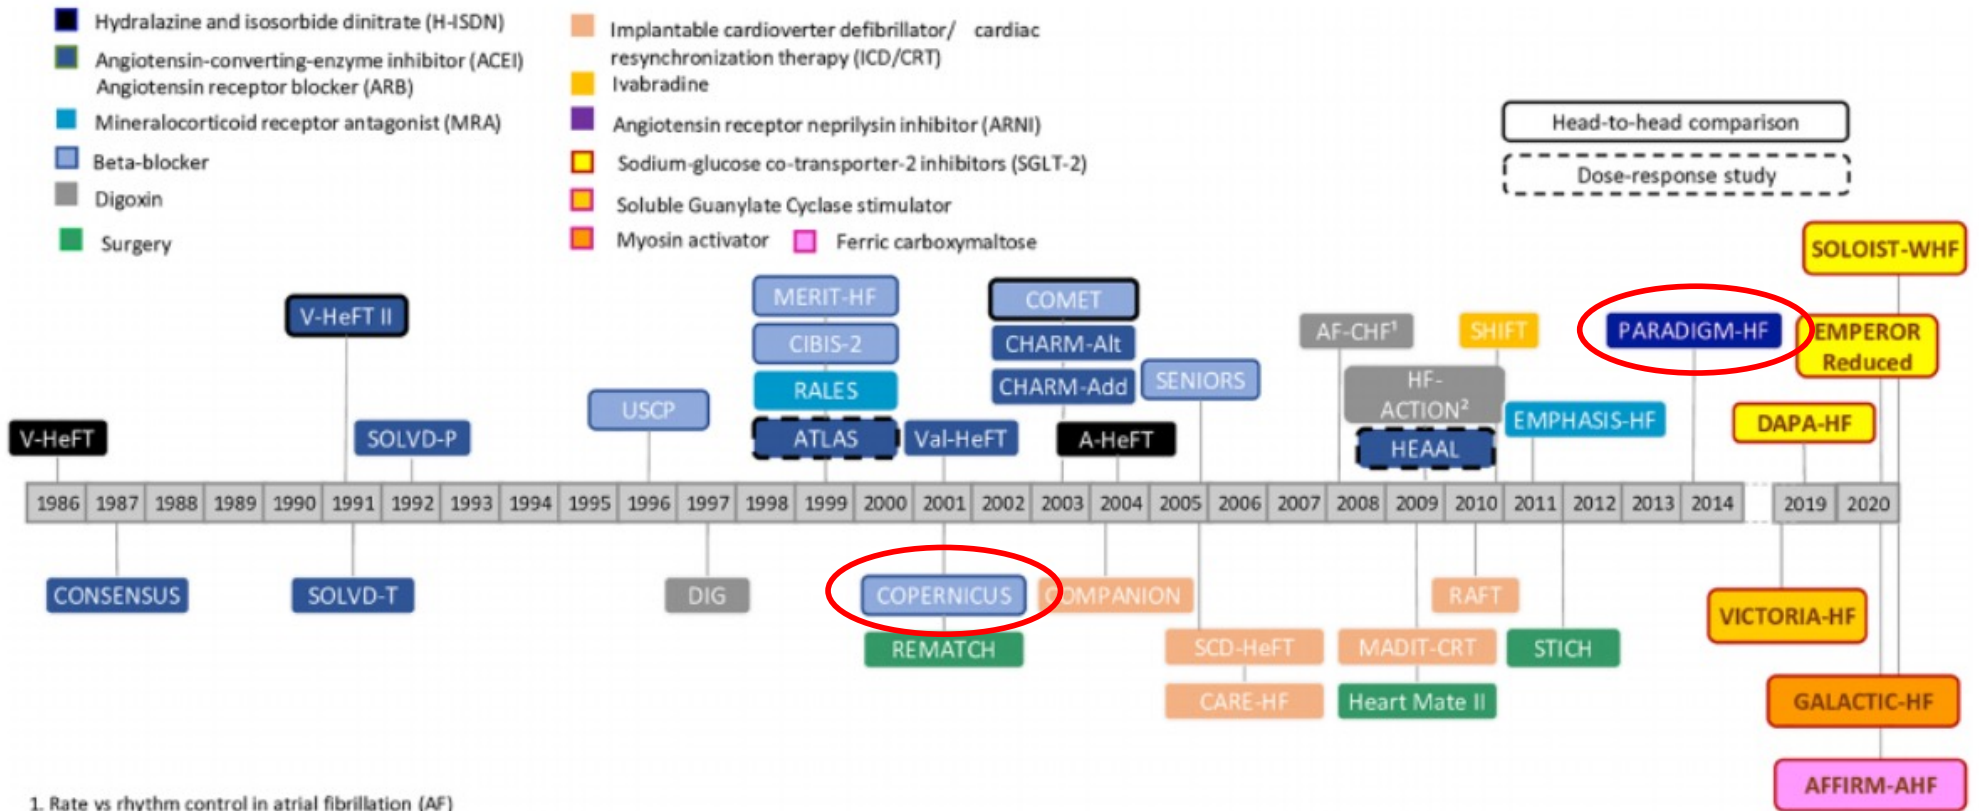 Hydralazine and isosorbide dinitrate (H-ISDN)
Angiotensin-converting-enzyme inhibitor (ACEI)
Angiotensin receptor blocker (ARB)
Mineralocorticoid receptor antagonist (MRA)
Beta-blocker
Digoxin
Surgery
Implantable cardioverter defibrillator/ cardiac
resynchronization therapy (ICD/CRT)
Ivabradine
Angiotensin receptor neprilysin inhibitor (ARNI)
Sodium-glucose co-transporter-2 inhibitors (SGLT-2)
Soluble Guanylate Cyclase stimulator
Myosin activator
Ferric carboxymaltose
Head-to-head comparison
Dose-response study
SOLOIST-WHF
V-HeFT II
MERIT-HF
COMET
AF-CHF¹
SHIFT
PARADIGM-HF
EMPEROR
Reduced
CIBIS-2
CHARM-Alt
RALES
CHARM-Add
SENIORS
HF-
ACTION²
USCP
EMPHASIS-HF
DAPA-HF
V-HeFT
SOLVD-P
ATLAS
Val-HeFT
A-HeFT
HEAAL
1986 1987 1988 1989 1990 1991 1992 1993 1994 1995 1996 1997 1998 1999 2000 2001 2002 2003 2004 2005 2006 2007 2008 2009 2010 2011 2012 2013 2014 2019 2020
CONSENSUS
SOLVD-T
DIG
COPERNICUS
COMPANION
RAFT
VICTORIA-HF
REMATCH
SCD-HeFT
MADIT-CRT
STICH
CARE-HF
Heart Mate II
GALACTIC-HF
AFFIRM-AHF
1. Rate vs rhythm control in atrial fibrillation (AF)